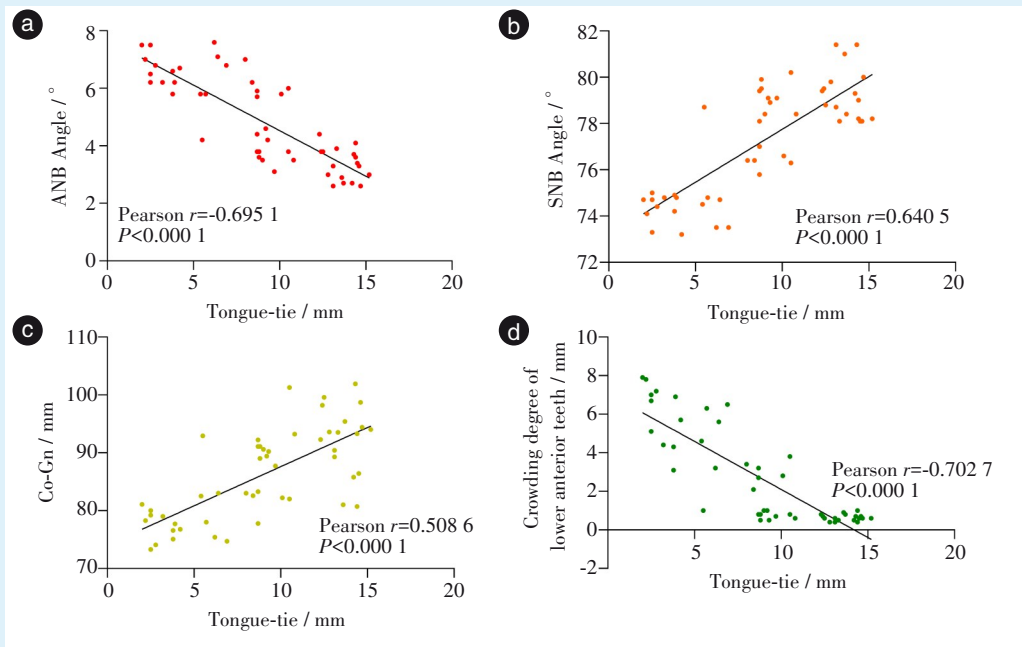 a
8
6
4
2
0
ANB Angle / °
Pearson r=-0.695 1
P<0.000 1
0 5 10 15 20
Tongue-tie / mm
b
82
80
78
76
74
72
SNB Angle / °
Pearson r=0.640 5
P<0.000 1
0 5 10 15 20
Tongue-tie / mm
c
110
100
90
80
70
Co-Gn / mm
Pearson r=0.508 6
P<0.000 1
0 5 10 15 20
Tongue-tie / mm
d
10
8
6
4
2
0
-2
Crowding degree of
lower anterior teeth / mm
Pearson r=-0.702 7
P<0.000 1
5 10 15 20
Tongue-tie / mm